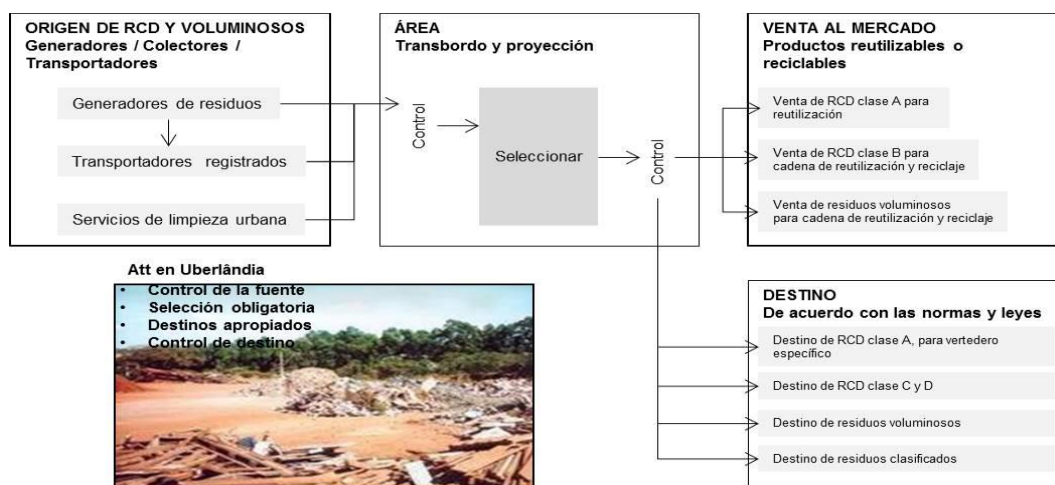 ORIGEN DE RCD Y VOLUMINOSOS
Generadores / Colectores /
Transportadores
Generadores de residuos
Transportadores registrados
Servicios de limpieza urbana
ÁREA
Transbordo y proyección
Control
Seleccionar
Control
VENTA AL MERCADO
Productos reutilizables o
reciclables
Venta de RCD clase A para
reutilización
Venta de RCD clase B para
cadena de reutilización y reciclaje
Venta de residuos voluminosos
para cadena de reutilización y reciclaje
Att en Uberlândia
• Control de la fuente
• Selección obligatoria
• Destinos apropiados
• Control de destino
DESTINO
De acuerdo con las normas y leyes
Destino de RCD clase A, para vertedero
específico
Destino de RCD clase C y D
Destino de residuos voluminosos
Destino de residuos clasificados